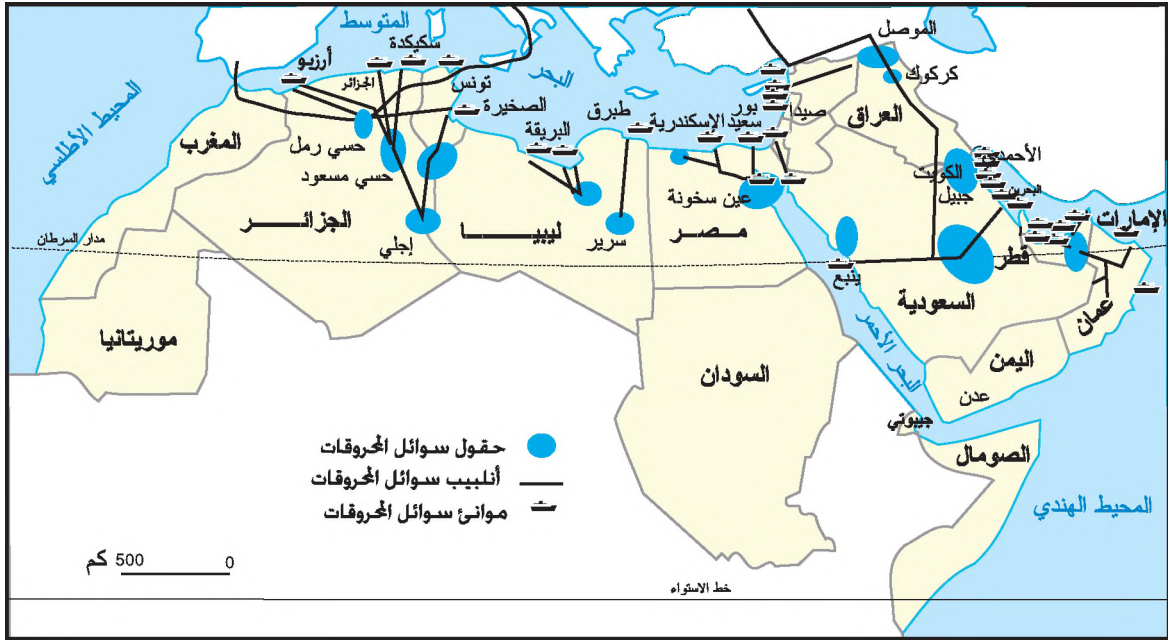 المتوسط
البحر
المحيط الأطلسي
أرزيو
سكيكدة
الجزائر
تونس
الصخيرة
حسي رمل
حسي مسعود
إجلي
المغرب
الجزائر
البريقة
طبرق
ليبيا
سرير
الإسكندرية
بور
سعيد
صيدا
عين سخونة
مصر
الموصل
كركوك
العراق
الأحمدي
الكويت
جبيل
البحرين
الإمارات
قطر
ينبع
السعودية
عمان
اليمن
عدن
مدار السرطان
موريتانيا
السودان
البحر الأحمر
جيبوتي
الصومال
المحيط الهندي
حقول سوائل المحروقات
أنلبيب سوائل المحروقات
موانئ سوائل المحروقات
كم 500 0
خط الاستواء